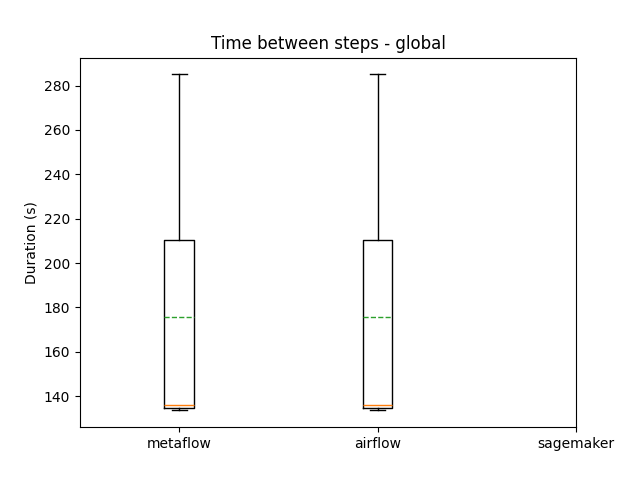 Time between steps - global
Duration (s)
280
260
240
220
200
180
160
140
metaflow
airflow
sagemaker